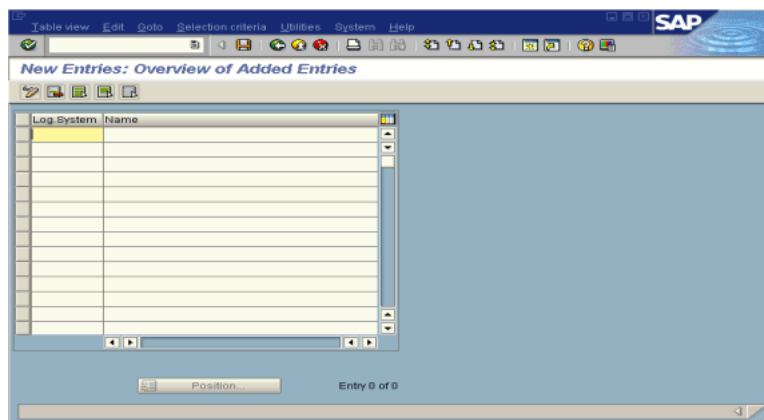 Table view Edit Goto Selection criteria Utilities System Help
SAP
New Entries: Overview of Added Entries
Log.System Name
Position... Entry 0 of 0